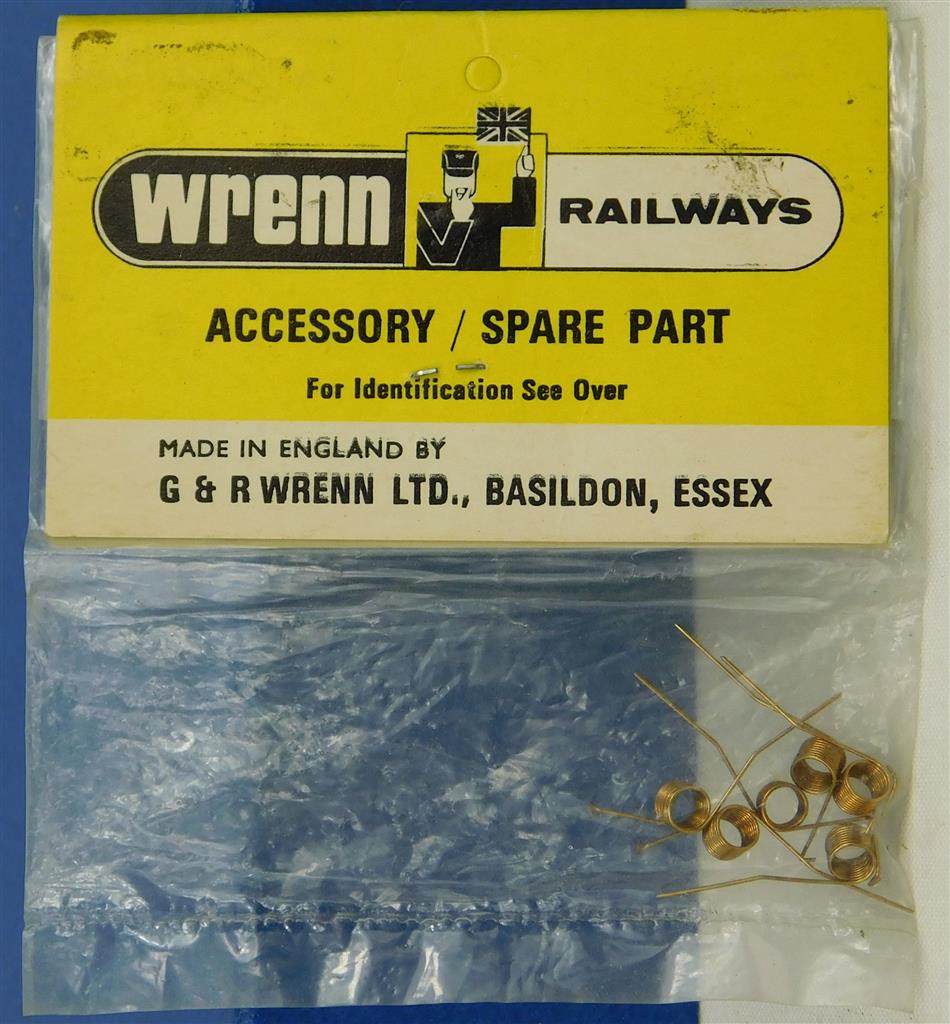 Wrenn RAILWAYS
ACCESSORY / SPARE PART
For Identification See Over
MADE IN ENGLAND BY
G & R WRENN LTD., BASILDON, ESSEX